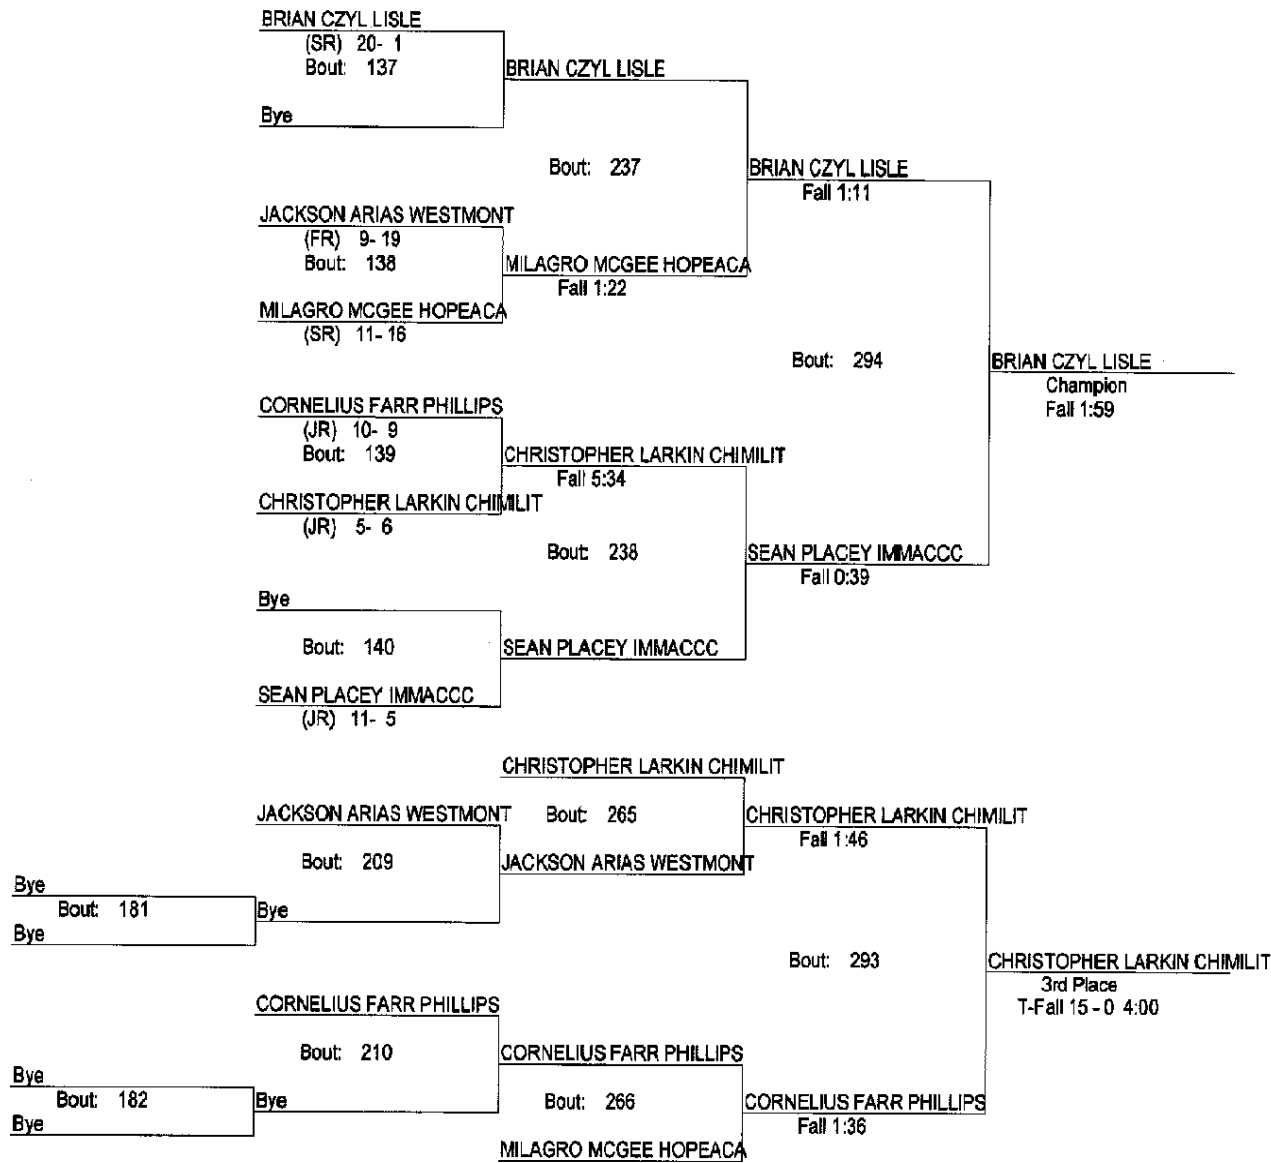 BRIAN CZYL LISLE
(SR) 20- 1
Bout: 137
BRIAN CZYL LISLE
Bye
Bout: 237
BRIAN CZYL LISLE
Fall 1:11
JACKSON ARIAS WESTMONT
(FR) 9- 19
Bout: 138
MILAGRO MCGEE HOPEACA
Fall 1:22
MILAGRO MCGEE HOPEACA
(SR) 11- 16
Bout: 294
BRIAN CZYL LISLE
Champion
Fall 1:59
CORNELIUS FARR PHILLIPS
(JR) 10- 9
Bout: 139
CHRISTOPHER LARKIN CHIMILIT
Fall 5:34
CHRISTOPHER LARKIN CHIMILIT
(JR) 5- 6
Bout: 238
SEAN PLACEY IMMACCC
Fall 0:39
Bye
Bout: 140
SEAN PLACEY IMMACCC
SEAN PLACEY IMMACCC
(JR) 11- 5
CHRISTOPHER LARKIN CHIMILIT
JACKSON ARIAS WESTMONT
Bout: 265
CHRISTOPHER LARKIN CHIMILIT
Fall 1:46
Bout: 209
JACKSON ARIAS WESTMONT
Bye
Bout: 181
Bye
Bye
Bout: 293
CHRISTOPHER LARKIN CHIMILIT
3rd Place
T-Fall 15 - 0 4:00
CORNELIUS FARR PHILLIPS
Bout: 210
CORNELIUS FARR PHILLIPS
Bye
Bout: 182
Bye
Bye
Bout: 266
CORNELIUS FARR PHILLIPS
Fall 1:36
MILAGRO MCGEE HOPEACA